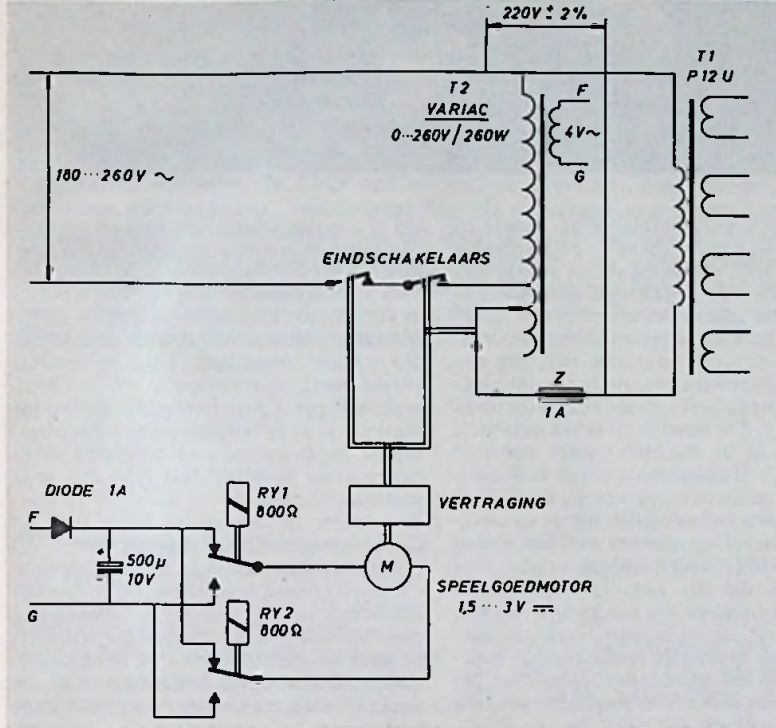 220V ± 2%
T1
P 12 U
T2
VARIAC
0...260V/260W
F
4V~
G
180...260V ~
EINDSCHAKELAARS
Z
1A
DIODE 1A
F
+
500µ
10V
G
RY1
800Ω
VERTRAGING
M
SPEELGOEDMOTOR
1,5 ... 3V ⎓
RY2
800Ω